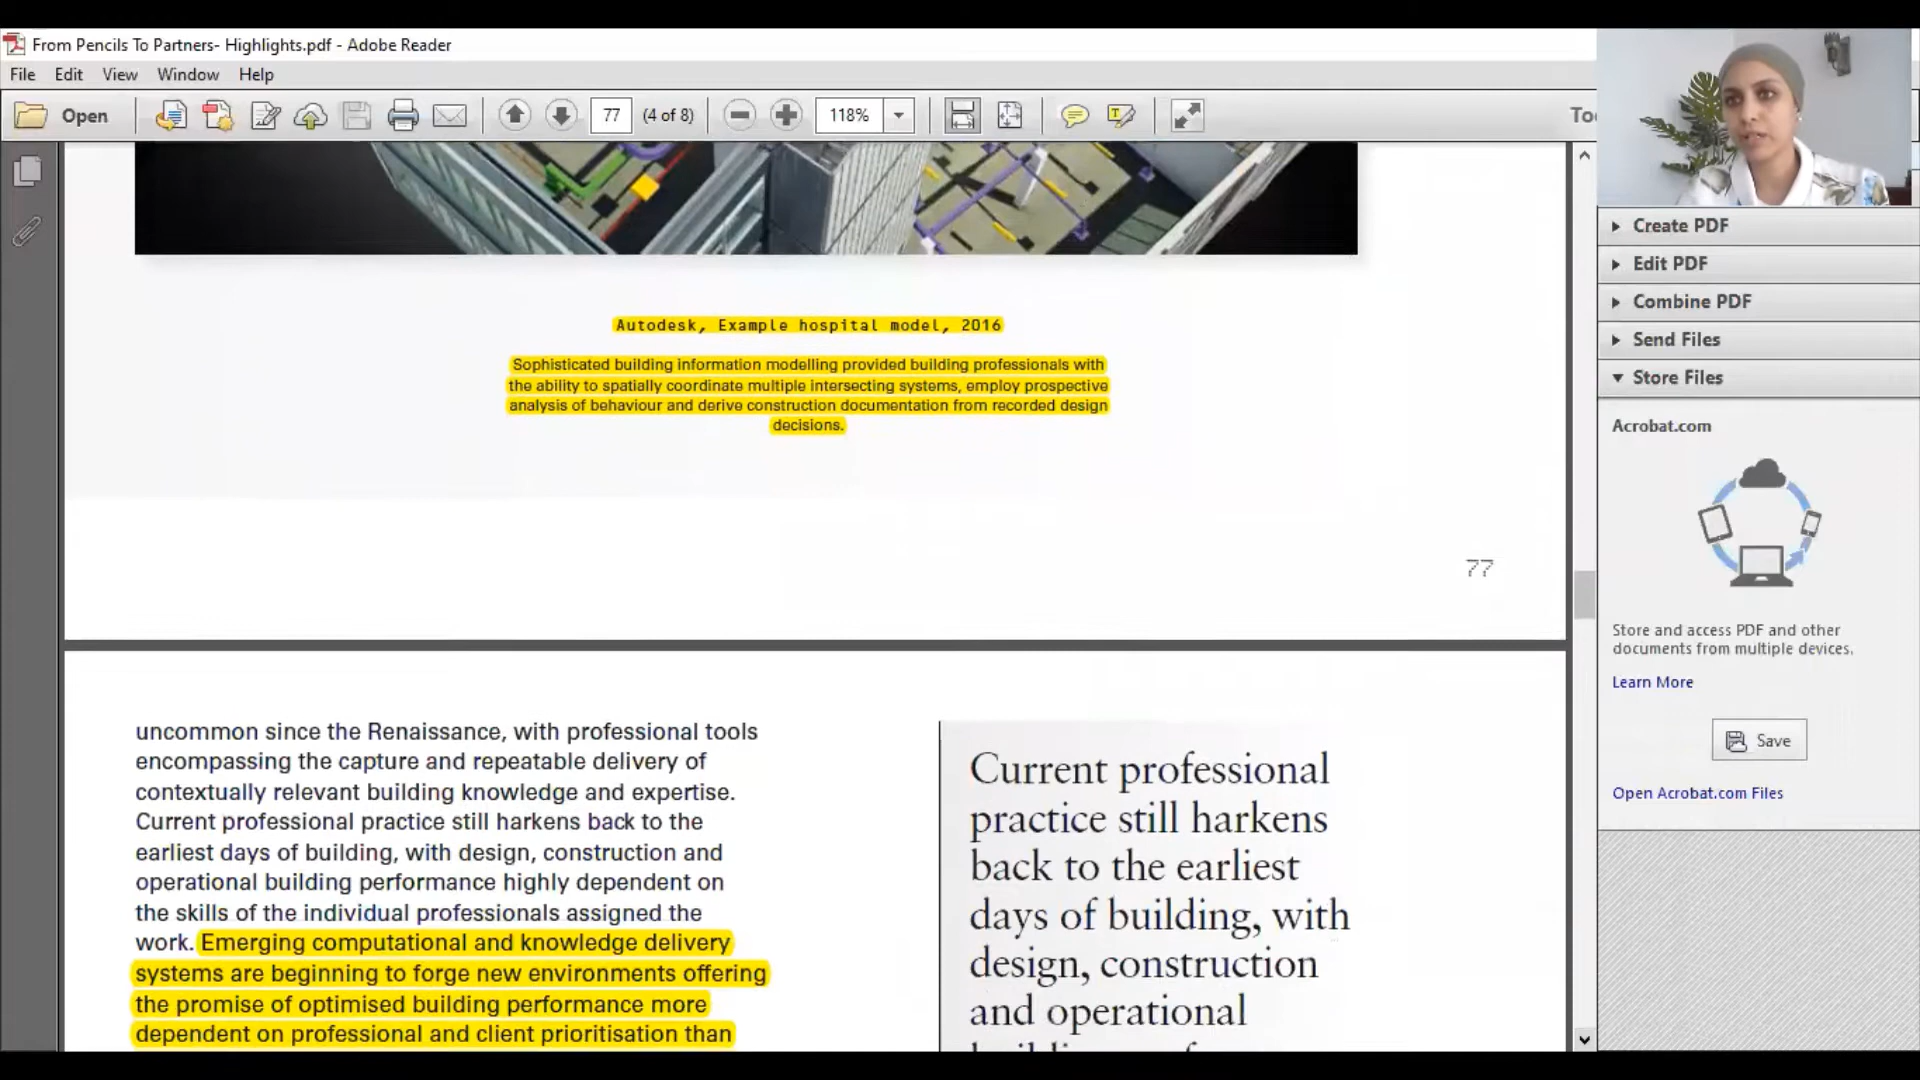 From Pencils To Partners- Highlights.pdf - Adobe Reader
File Edit View Window Help
Open 77 (4 of 8) 118%
Autodesk, Example hospital model, 2016
Sophisticated building information modelling provided building professionals with
the ability to spatially coordinate multiple intersecting systems, employ prospective
analysis of behaviour and derive construction documentation from recorded design
decisions.
77
uncommon since the Renaissance, with professional tools
encompassing the capture and repeatable delivery of
contextually relevant building knowledge and expertise.
Current professional practice still harkens back to the
earliest days of building, with design, construction and
operational building performance highly dependent on
the skills of the individual professionals assigned the
work. Emerging computational and knowledge delivery
systems are beginning to forge new environments offering
the promise of optimised building performance more
dependent on professional and client prioritisation than
Current professional
practice still harkens
back to the earliest
days of building, with
design, construction
and operational
Create PDF
Edit PDF
Combine PDF
Send Files
Store Files
Acrobat.com
Store and access PDF and other
documents from multiple devices.
Learn More
Save
Open Acrobat.com Files